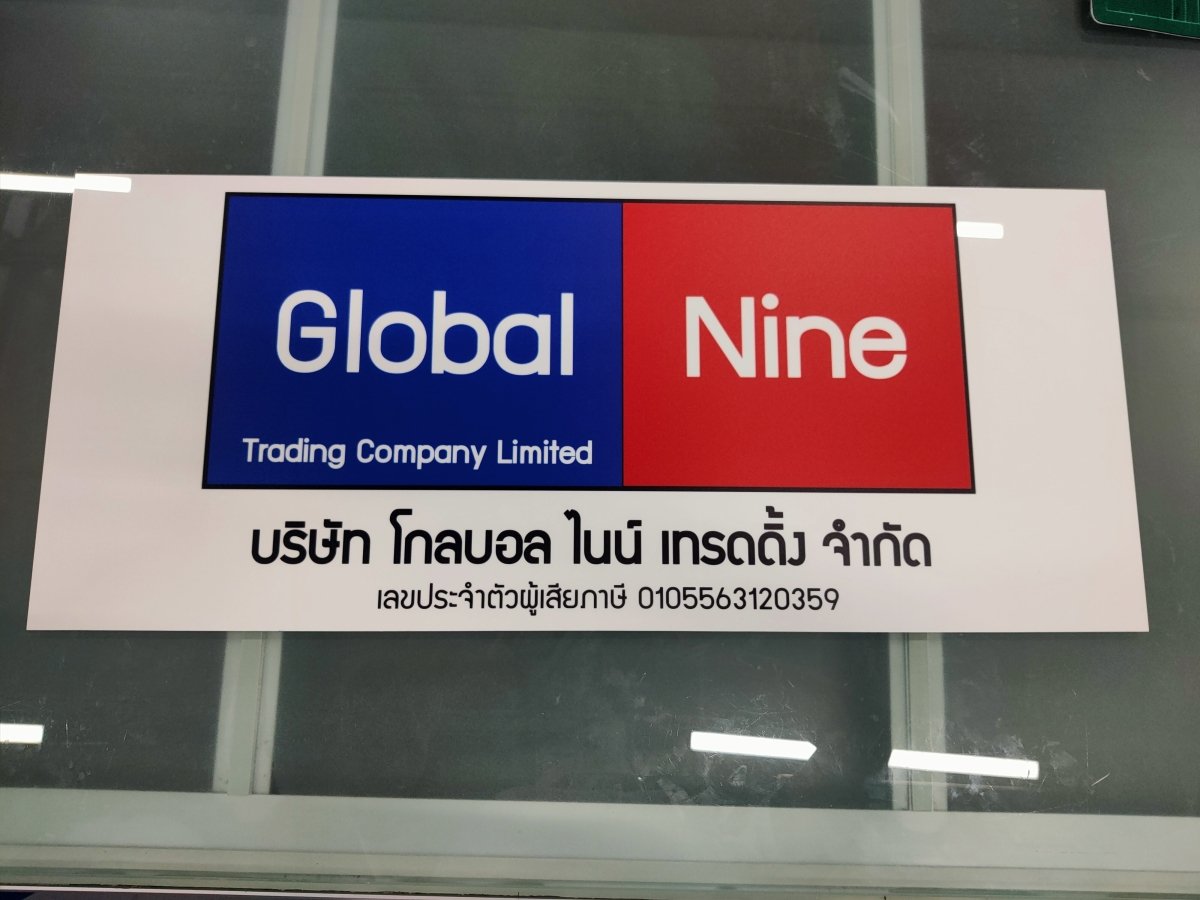 Global Nine
Trading Company Limited
บริษัท โกลบอล ไนน์ เทรดดิ้ง จำกัด
เลขประจำตัวผู้เสียภาษี 0105563120359